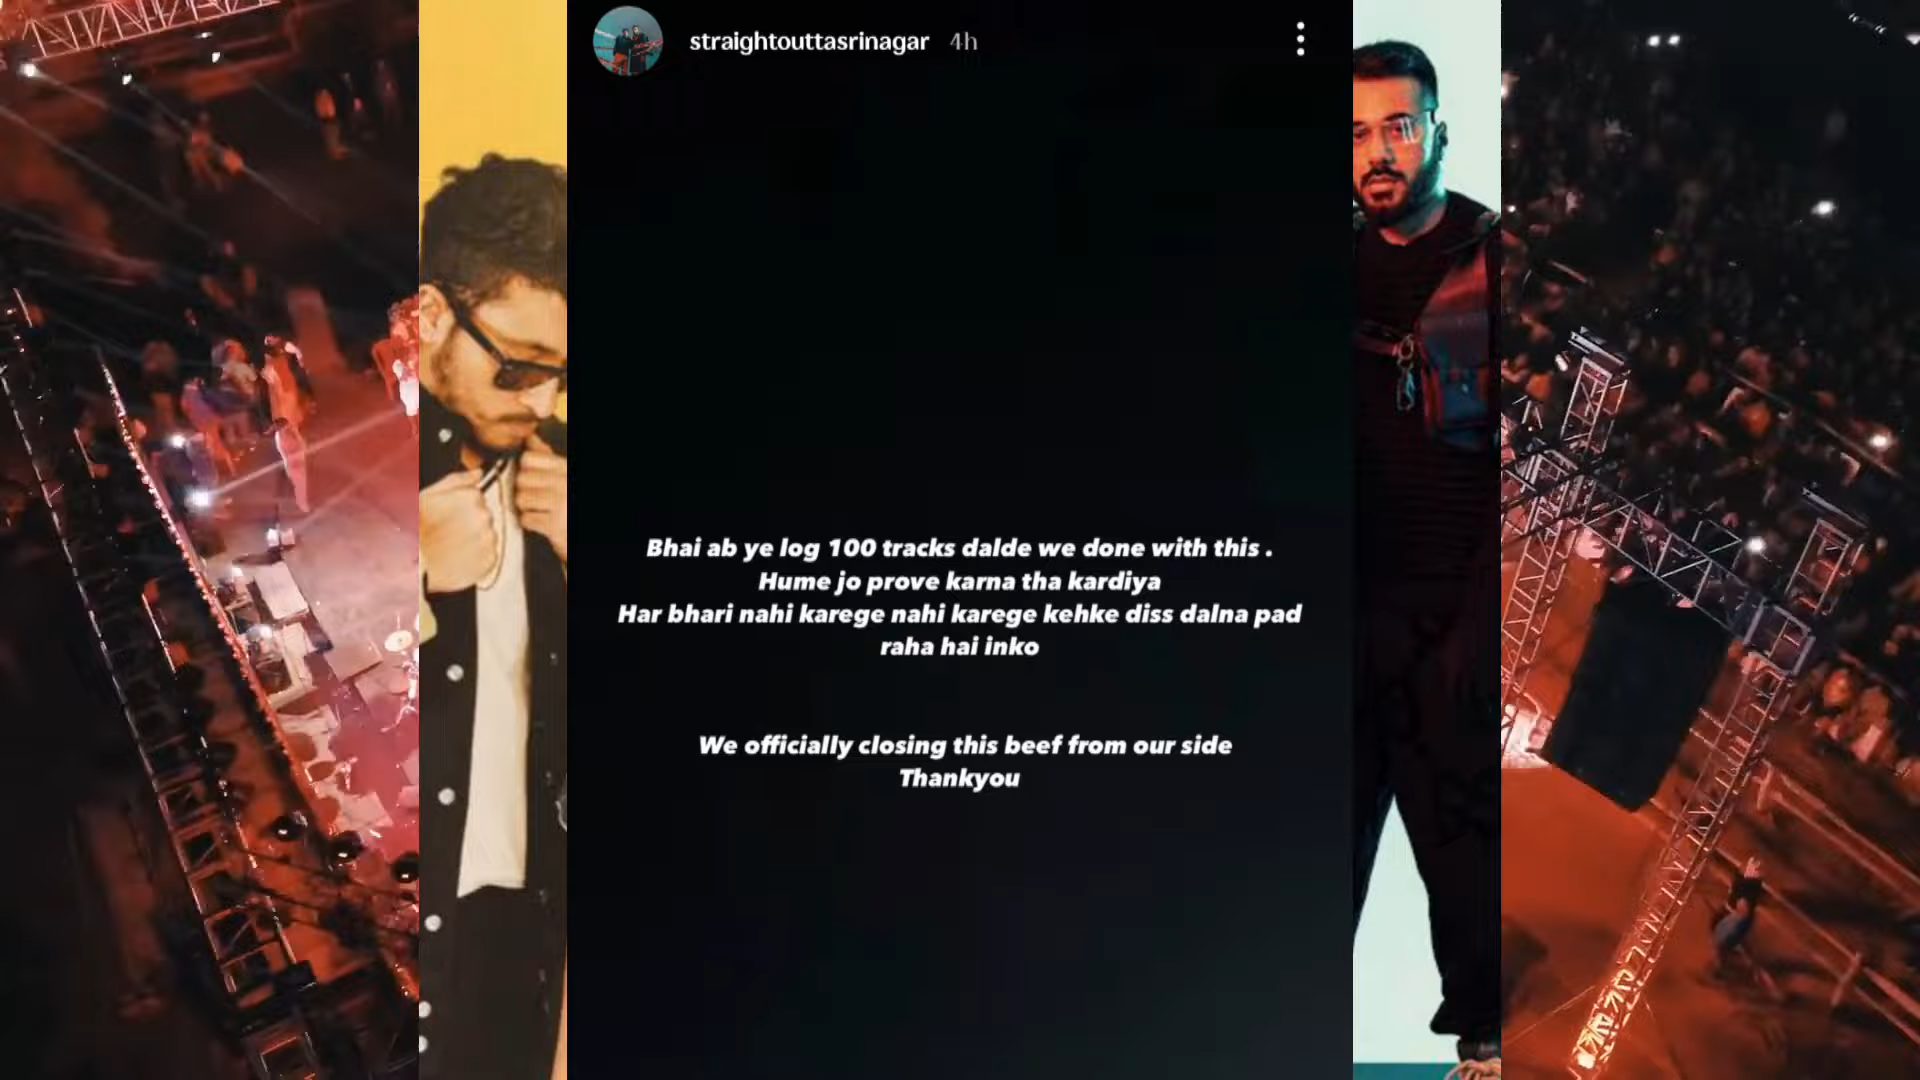 straightouttasrinagar 4h
Bhai ab ye log 100 tracks dalde we done with this .
Hume jo prove karna tha kardiya
Har bhari nahi karege nahi karege kehke diss dalna pad
raha hai inko
We officially closing this beef from our side
Thankyou